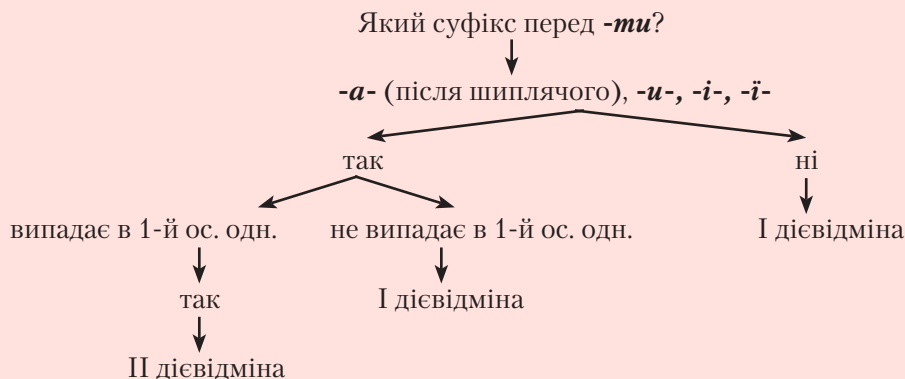 Який суфікс перед -ти?
-а- (після шиплячого), -и-, -і-, -ї-
так ні
випадає в 1-й ос. одн. не випадає в 1-й ос. одн. І дієвідміна
так І дієвідміна
ІІ дієвідміна